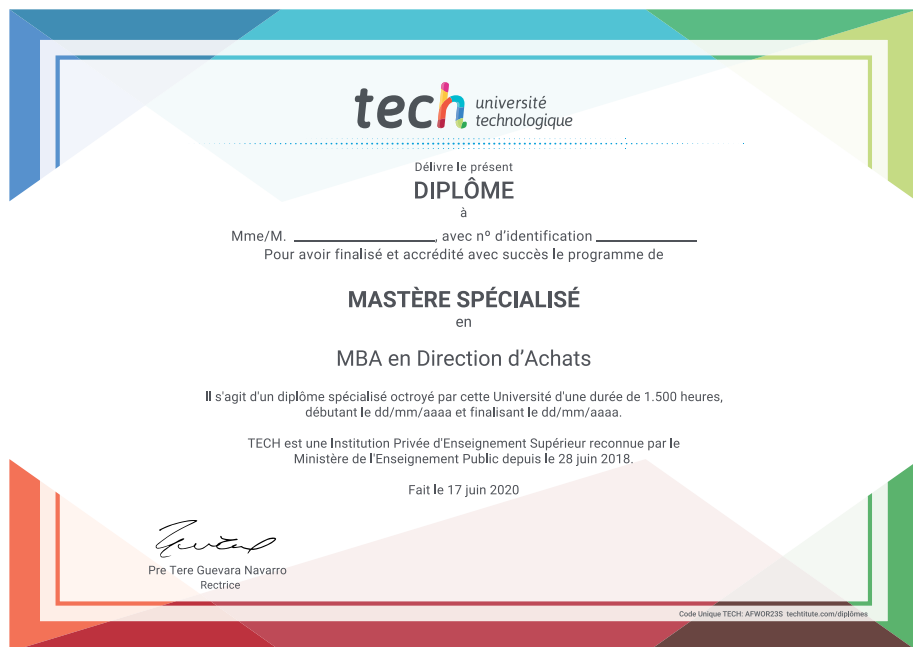 tech université
technologique
Délivre le présent
DIPLÔME
à
Mme/M. ____________, avec nº d'identification ____________
Pour avoir finalisé et accrédité avec succès le programme de
MASTÈRE SPÉCIALISÉ
en
MBA en Direction d'Achats
Il s'agit d'un diplôme spécialisé octroyé par cette Université d'une durée de 1.500 heures,
débutant le dd/mm/aaaa et finalisant le dd/mm/aaaa.
TECH est une Institution Privée d'Enseignement Supérieur reconnue par le
Ministère de l'Enseignement Public depuis le 28 juin 2018.
Fait le 17 juin 2020
Pre Tere Guevara Navarro
Rectrice
Code Unique TECH: AFWOR23S techtitute.com/diplômes